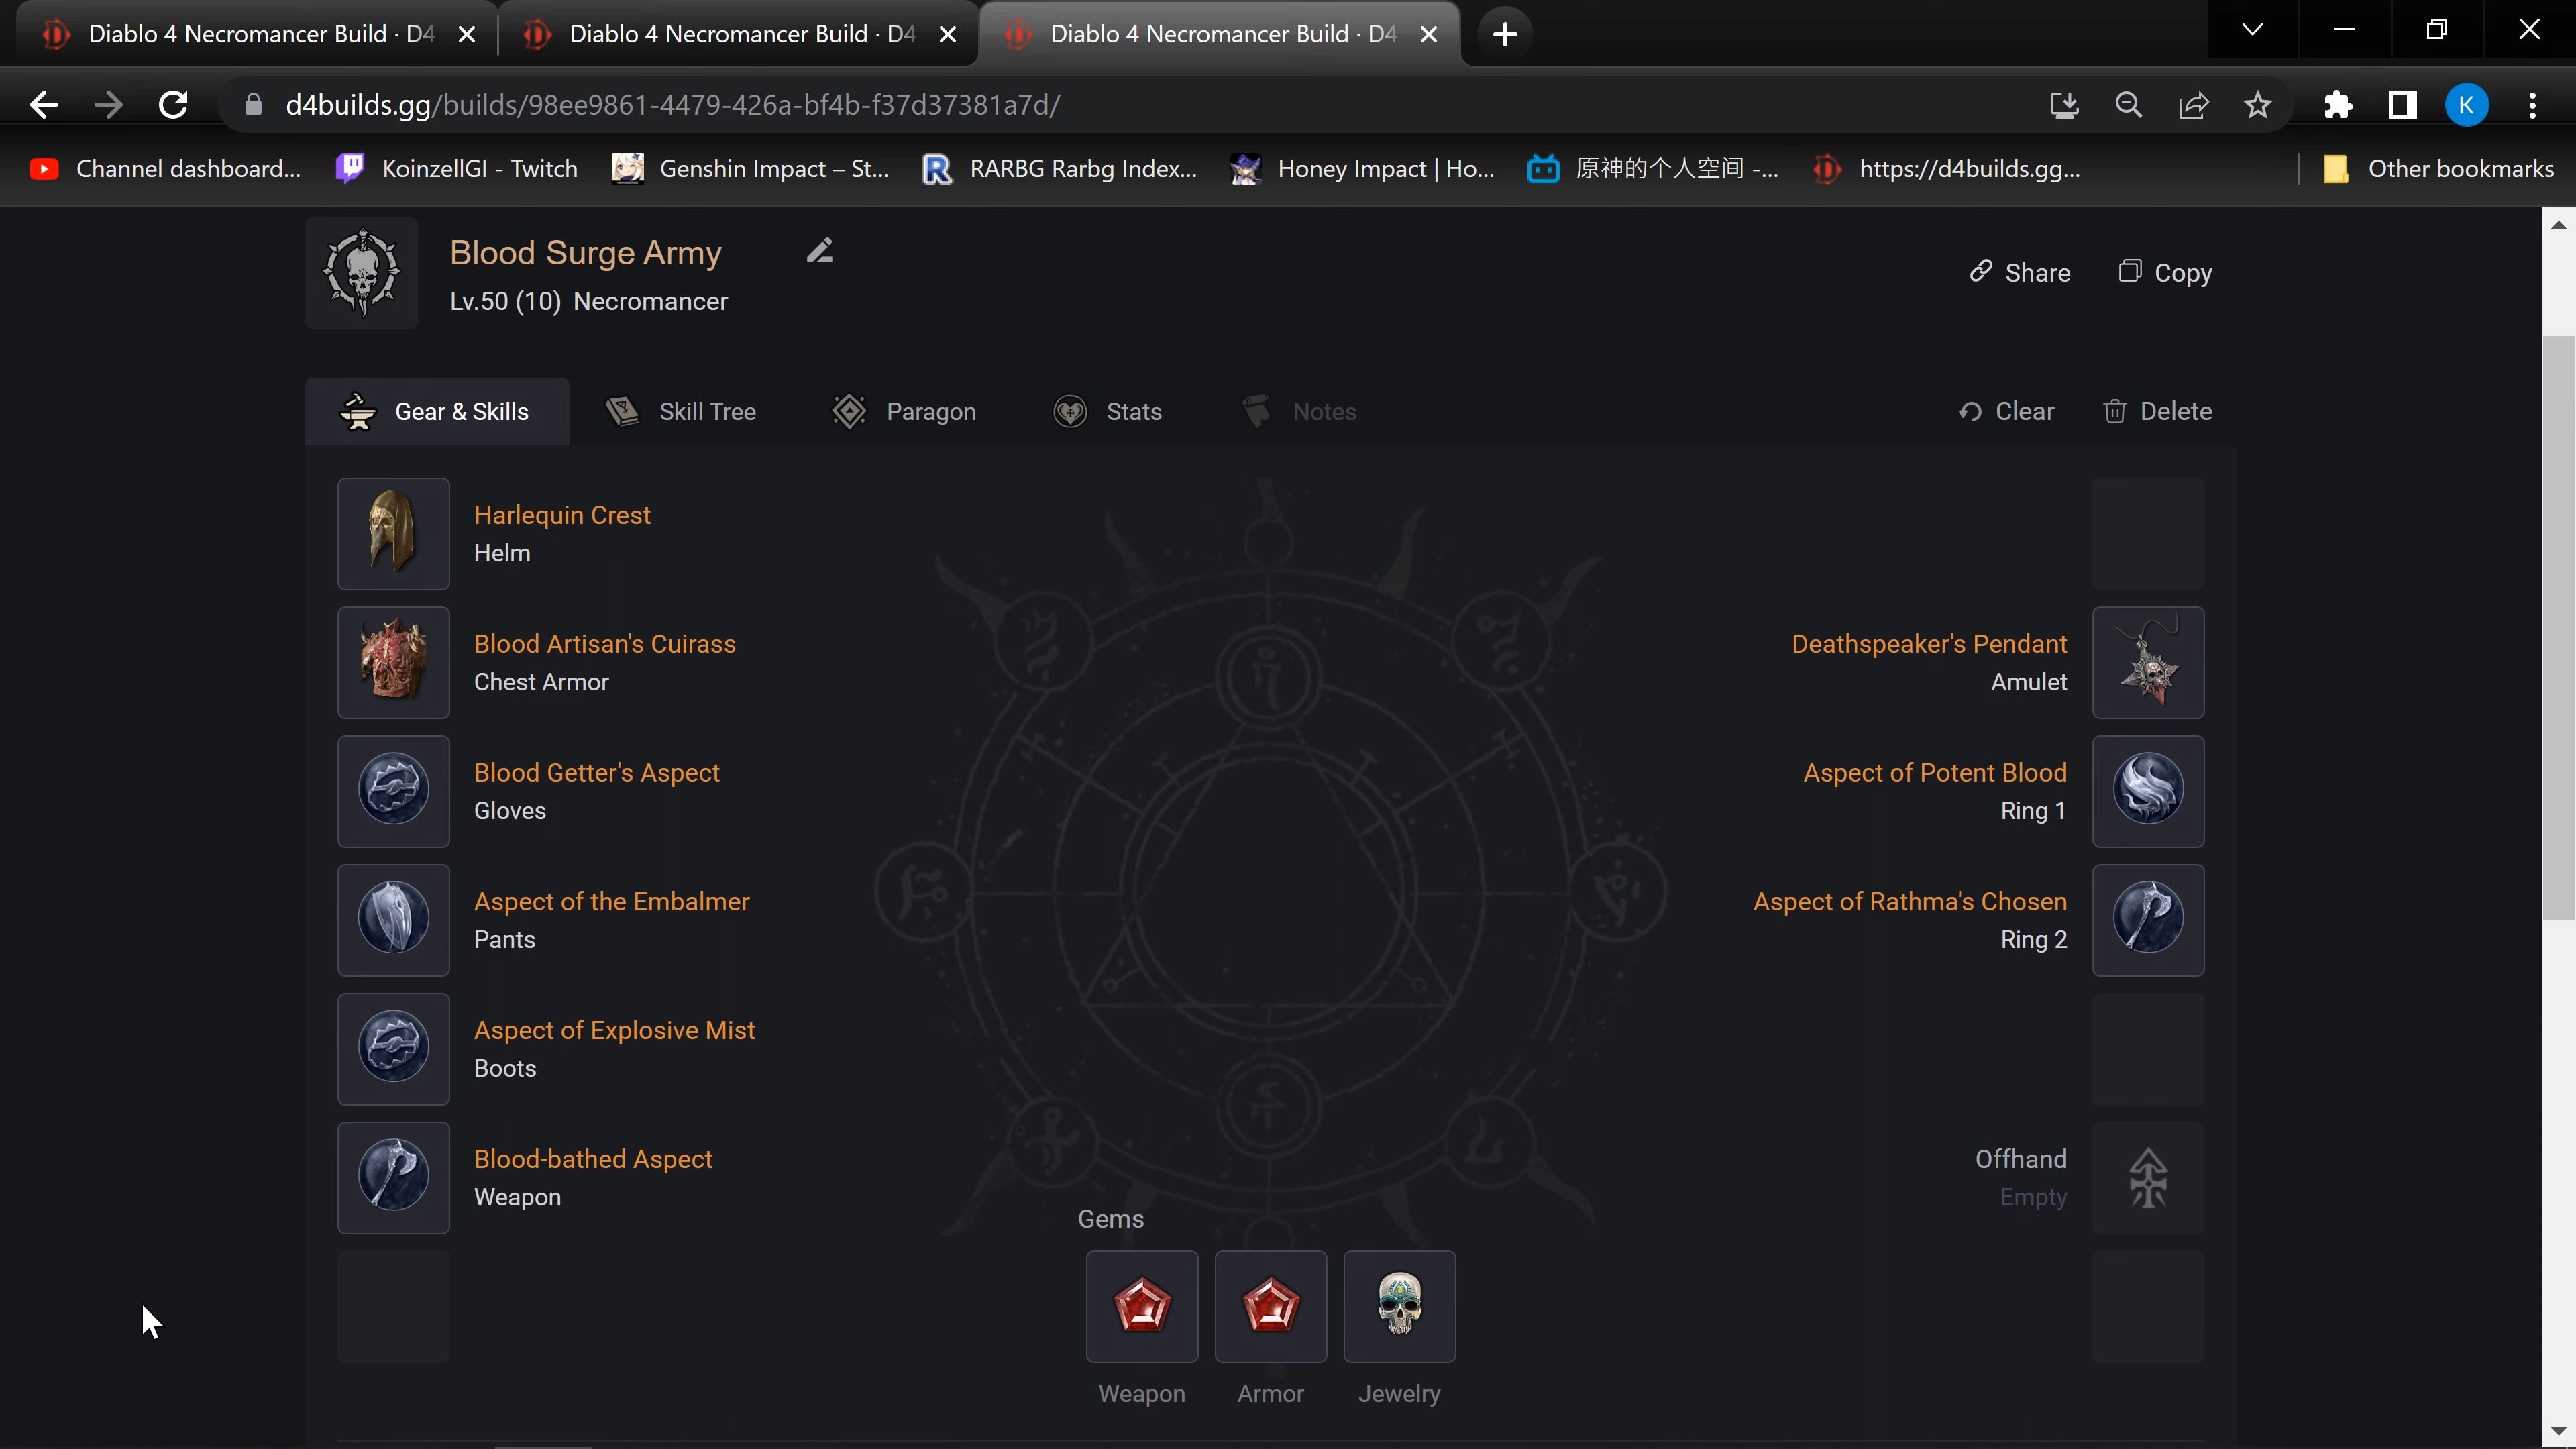 Diablo 4 Necromancer Build · D4
Diablo 4 Necromancer Build · D4
Diablo 4 Necromancer Build · D4
d4builds.gg/builds/98ee9861-4479-426a-bf4b-f37d37381a7d/
K
Channel dashboard...
KoinzellGI - Twitch
Genshin Impact – St...
RARBG Rarbg Index...
Honey Impact | Ho...
原神的个人空间 -...
https://d4builds.gg...
Other bookmarks
Blood Surge Army
Lv.50 (10) Necromancer
Share
Copy
Gear & Skills
Skill Tree
Paragon
Stats
Notes
Clear
Delete
Harlequin Crest
Helm
Blood Artisan's Cuirass
Chest Armor
Deathspeaker's Pendant
Amulet
Blood Getter's Aspect
Gloves
Aspect of Potent Blood
Ring 1
Aspect of the Embalmer
Pants
Aspect of Rathma's Chosen
Ring 2
Aspect of Explosive Mist
Boots
Blood-bathed Aspect
Weapon
Offhand
Empty
Gems
Weapon
Armor
Jewelry